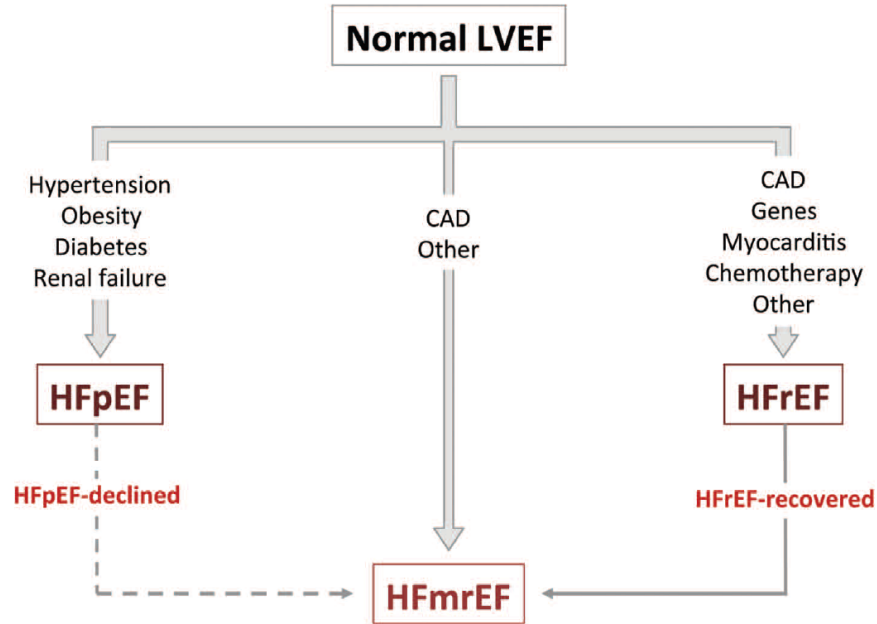 Normal LVEF
Hypertension
Obesity
Diabetes
Renal failure
CAD
Other
CAD
Genes
Myocarditis
Chemotherapy
Other
HFpEF
HFrEF
HFpEF-declined
HFrEF-recovered
HFmrEF